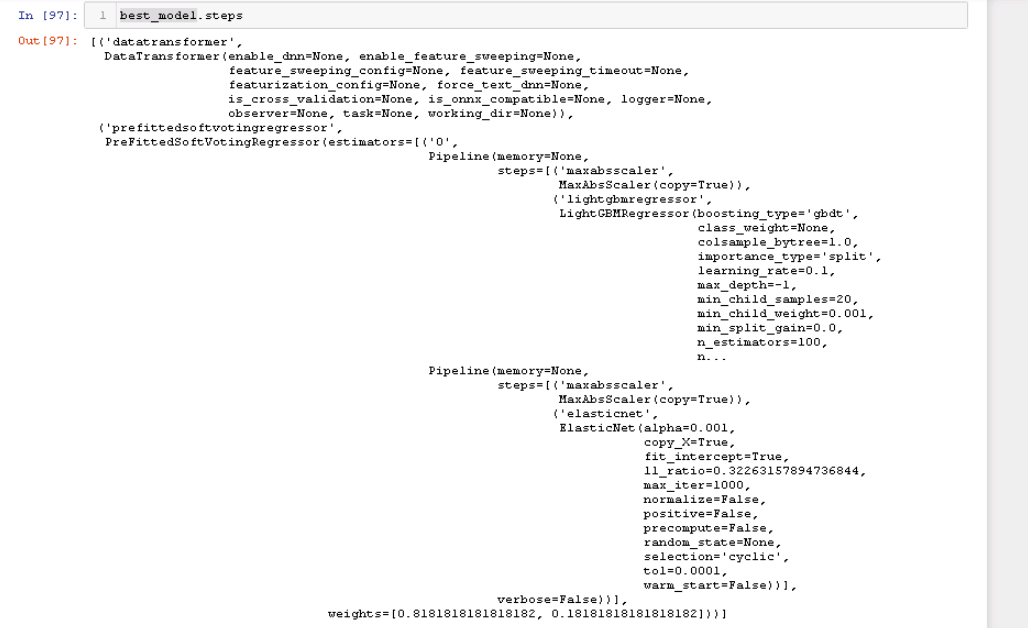 In [97]: 1 best_model.steps
Out[97]: [('datatransformer',
DataTransformer(enable_dnn=None, enable_feature_sweeping=None,
feature_sweeping_config=None, feature_sweeping_timeout=None,
featurization_config=None, force_text_dnn=None,
is_cross_validation=None, is_onnx_compatible=None, logger=None,
observer=None, task=None, working_dir=None)),
('prefittedsoftvotingregressor',
PreFittedSoftVotingRegressor(estimators=[('0',
Pipeline(memory=None,
steps=[('maxabsscaler',
MaxAbsScaler(copy=True)),
('lightgbmregressor',
LightGBMRegressor(boosting_type='gbdt',
class_weight=None,
colsample_bytree=1.0,
importance_type='split',
learning_rate=0.1,
max_depth=-1,
min_child_samples=20,
min_child_weight=0.001,
min_split_gain=0.0,
n_estimators=100,
n...
Pipeline(memory=None,
steps=[('maxabsscaler',
MaxAbsScaler(copy=True)),
('elasticnet',
ElasticNet(alpha=0.001,
copy_X=True,
fit_intercept=True,
l1_ratio=0.32263157894736844,
max_iter=1000,
normalize=False,
positive=False,
precompute=False,
random_state=None,
selection='cyclic',
tol=0.0001,
warm_start=False))],
verbose=False))],
weights=[0.8181818181818182, 0.18181818181818182]))]